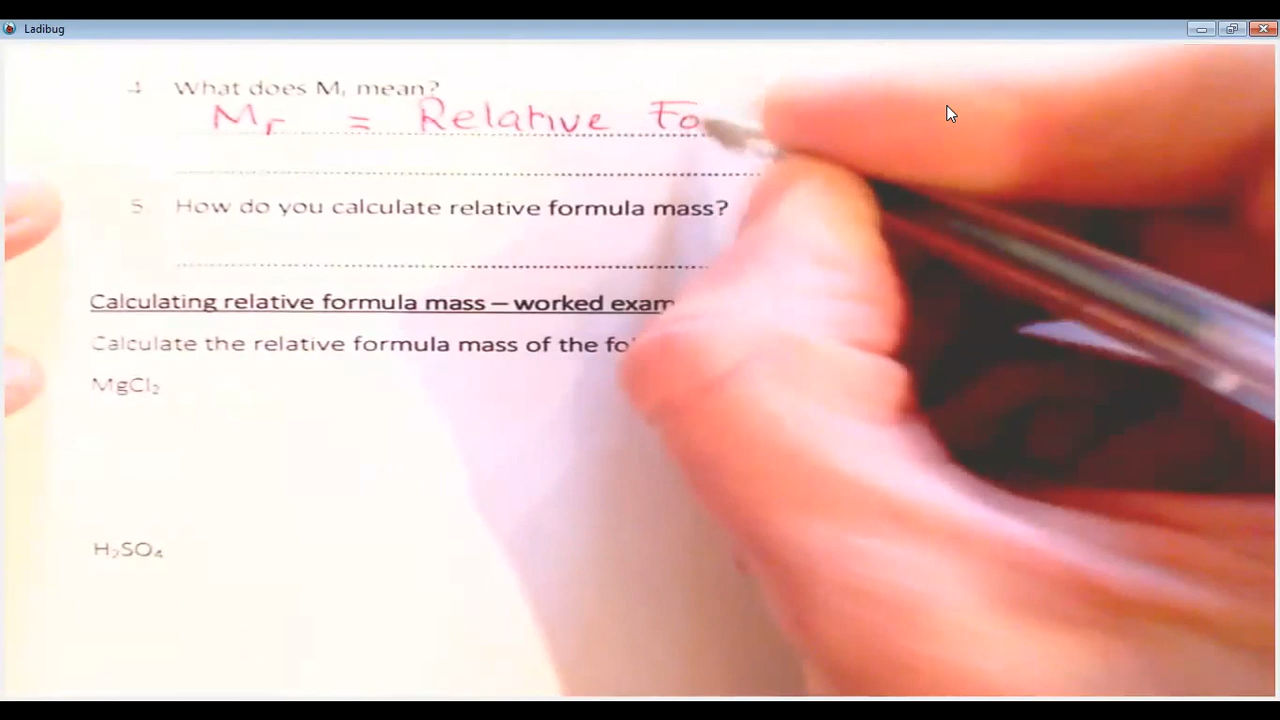 Ladibug
4 What does Mr mean?
Mr = Relative Fo
5 How do you calculate relative formula mass?
Calculating relative formula mass – worked exam
Calculate the relative formula mass of the fo
MgCl₂
H₂SO₄